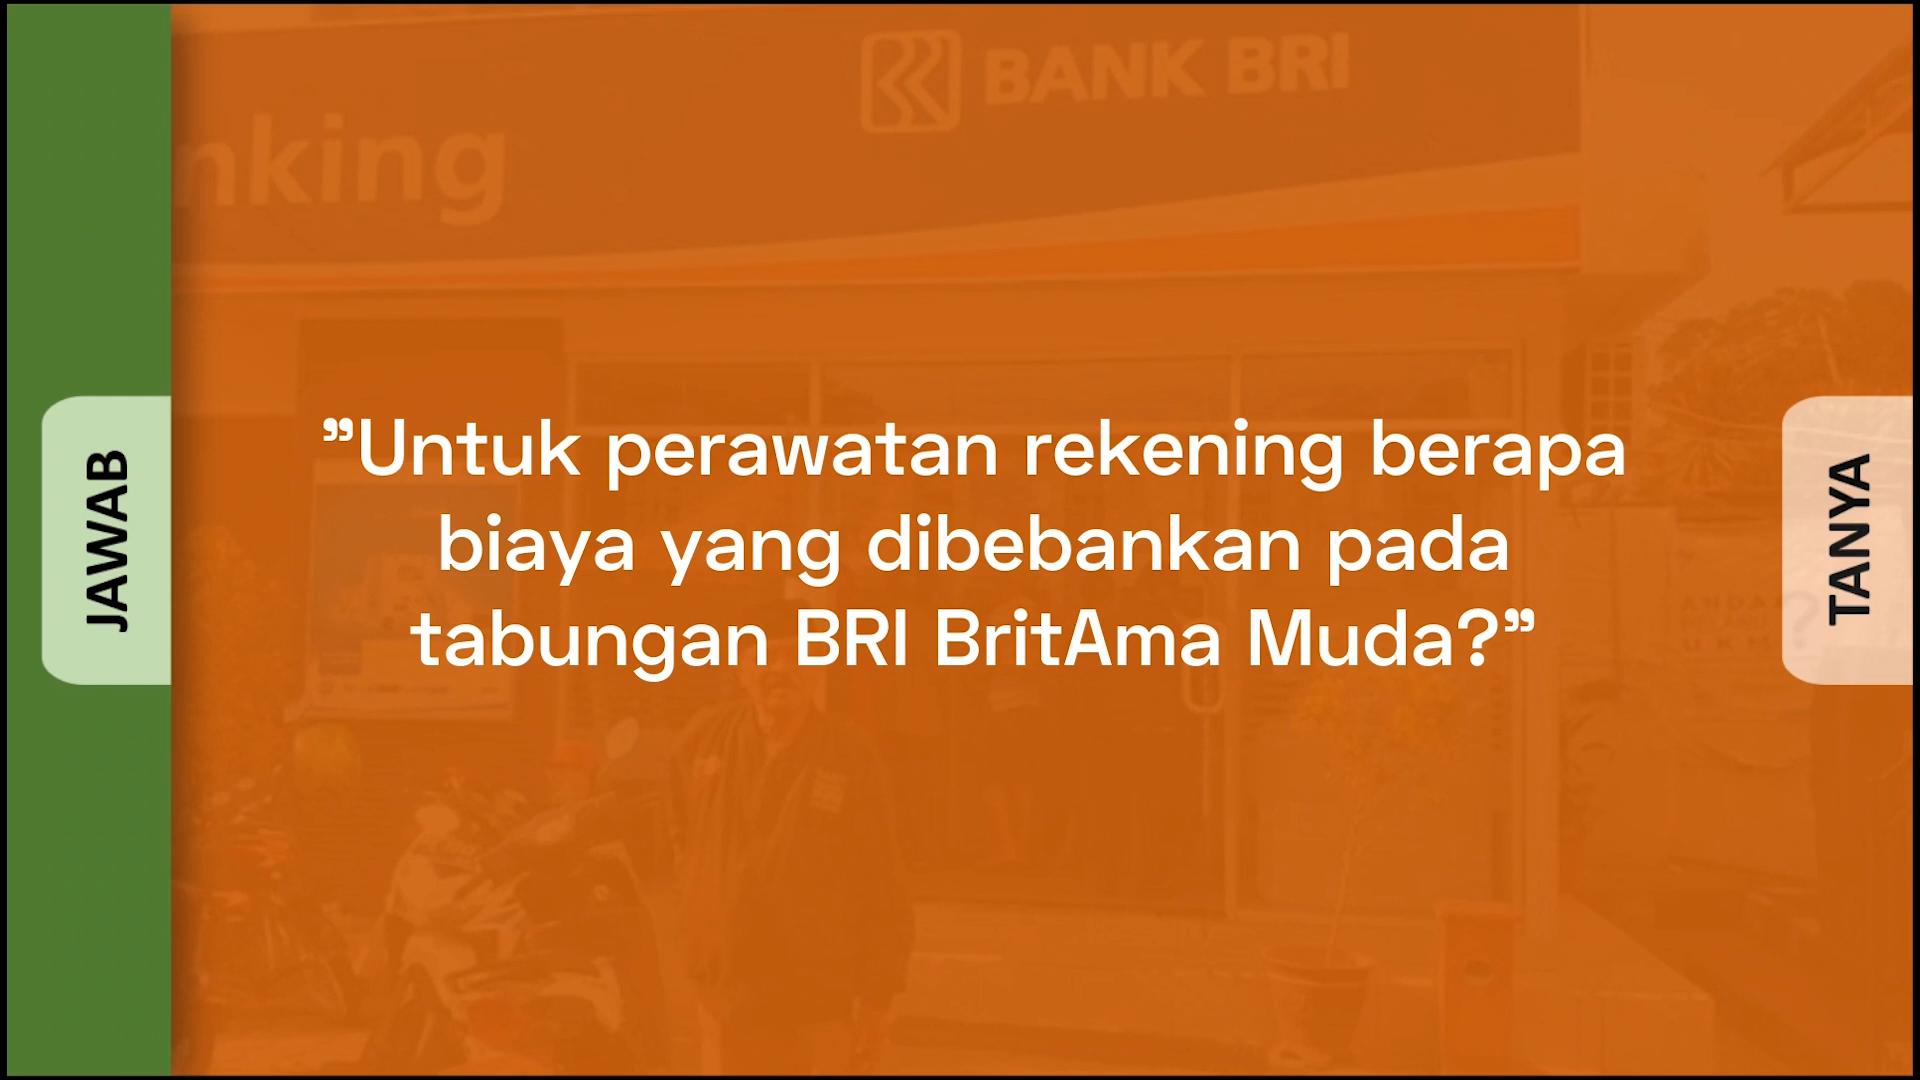 nking
BANK BRI
JAWAB
”Untuk perawatan rekening berapa
biaya yang dibebankan pada
tabungan BRI BritAma Muda?”
TANYA